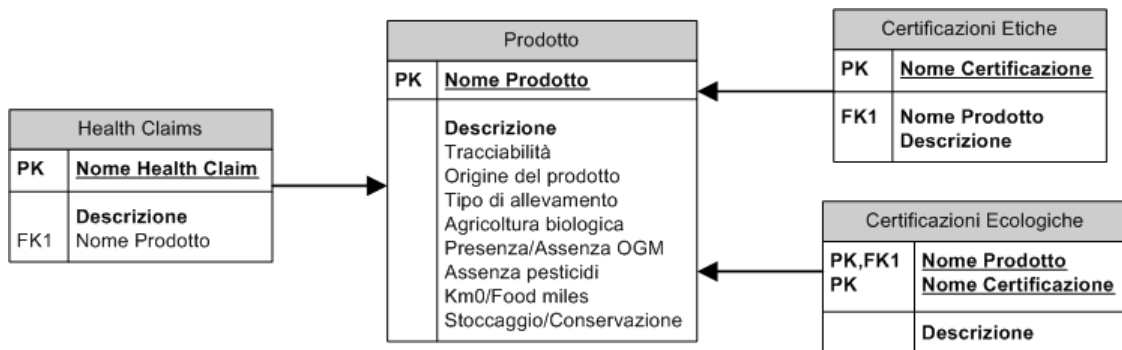 Health Claims
PK Nome Health Claim
Descrizione
FK1 Nome Prodotto
Prodotto
PK Nome Prodotto
Descrizione
Tracciabilità
Origine del prodotto
Tipo di allevamento
Agricoltura biologica
Presenza/Assenza OGM
Assenza pesticidi
Km0/Food miles
Stoccaggio/Conservazione
Certificazioni Etiche
PK Nome Certificazione
FK1 Nome Prodotto
Descrizione
Certificazioni Ecologiche
PK,FK1 Nome Prodotto
PK Nome Certificazione
Descrizione